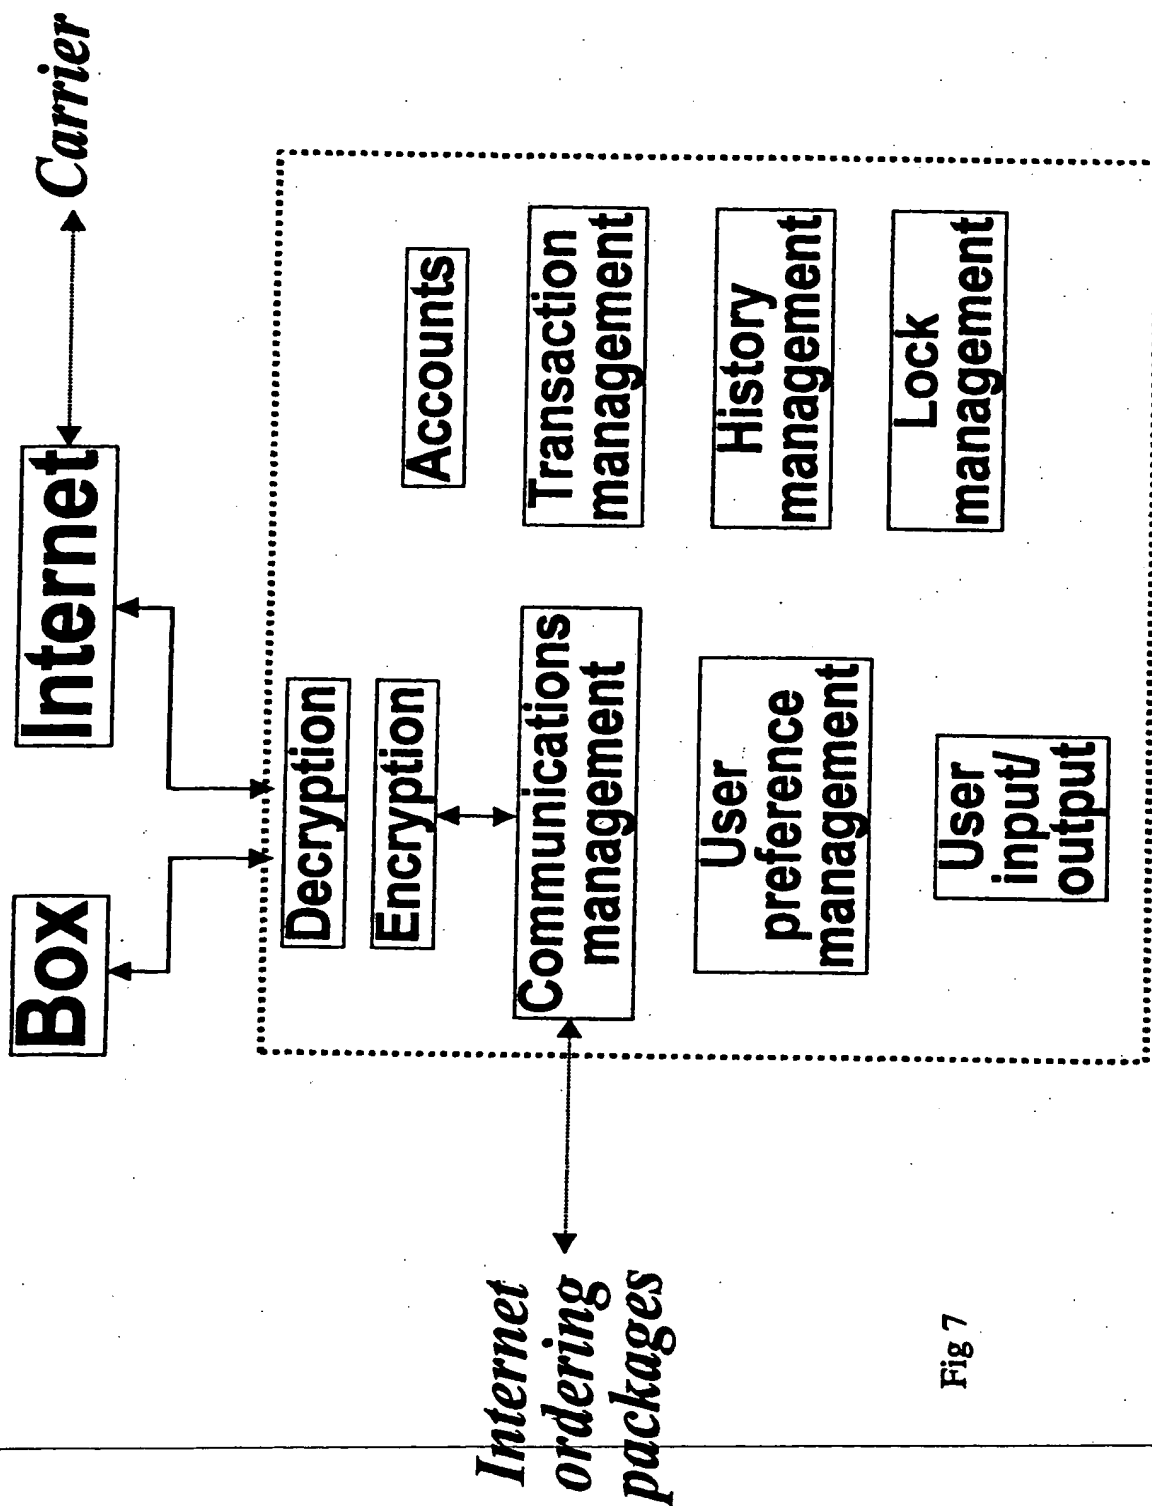 Box
Internet
Carrier
Decryption
Encryption
Accounts
Communications
management
Transaction
management
Internet
ordering
packages
User
preference
management
History
management
User
input/
output
Lock
management
Fig 7